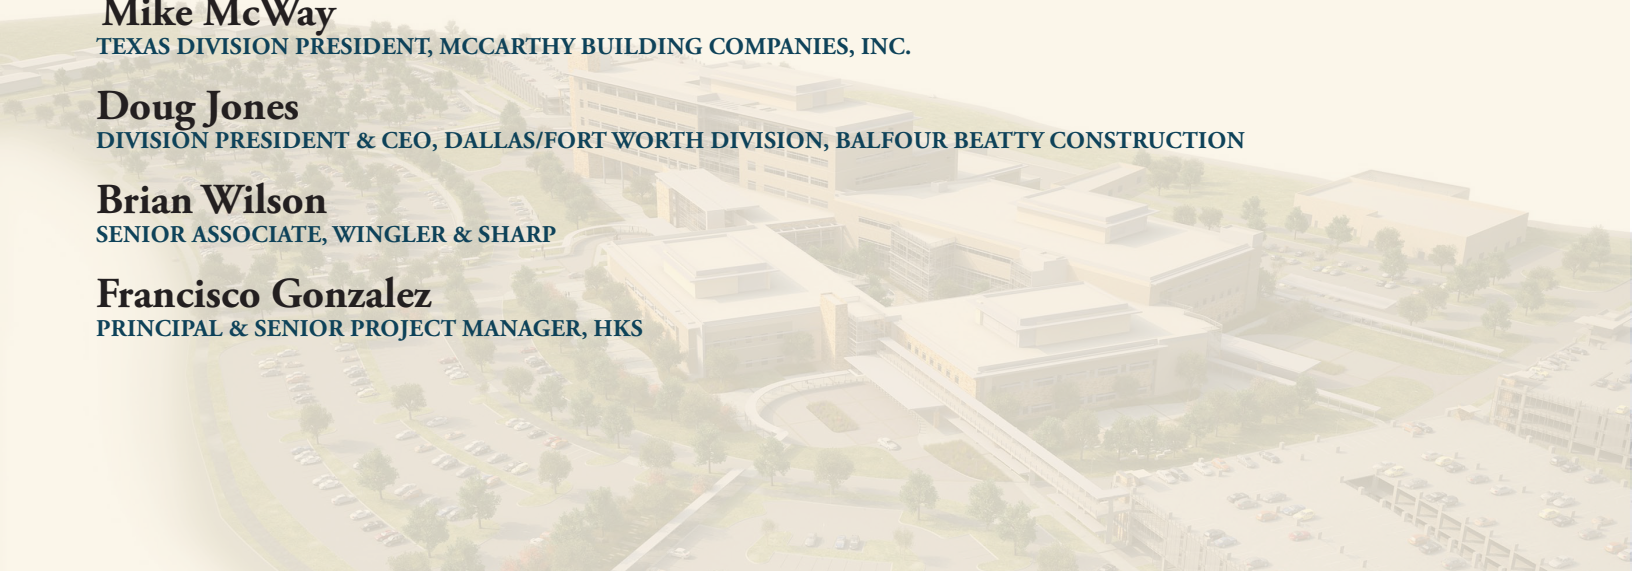 Mike McWay
TEXAS DIVISION PRESIDENT, MCCARTHY BUILDING COMPANIES, INC.
Doug Jones
DIVISION PRESIDENT & CEO, DALLAS/FORT WORTH DIVISION, BALFOUR BEATTY CONSTRUCTION
Brian Wilson
SENIOR ASSOCIATE, WINGLER & SHARP
Francisco Gonzalez
PRINCIPAL & SENIOR PROJECT MANAGER, HKS